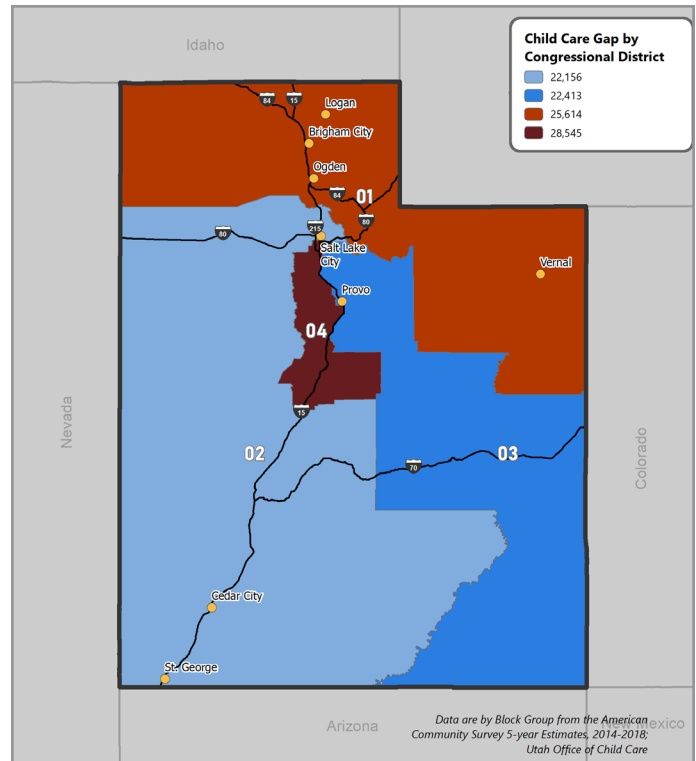 Idaho
Child Care Gap by
Congressional District
22,156
22,413
25,614
28,545
84
15
Logan
Brigham City
Ogden
84
01
80
215
80
Salt Lake
City
Vernal
Provo
04
15
Nevada
02
03
70
Colorado
Cedar City
St. George
Arizona
New Mexico
Data are by Block Group from the American
Community Survey 5-year Estimates, 2014-2018;
Utah Office of Child Care